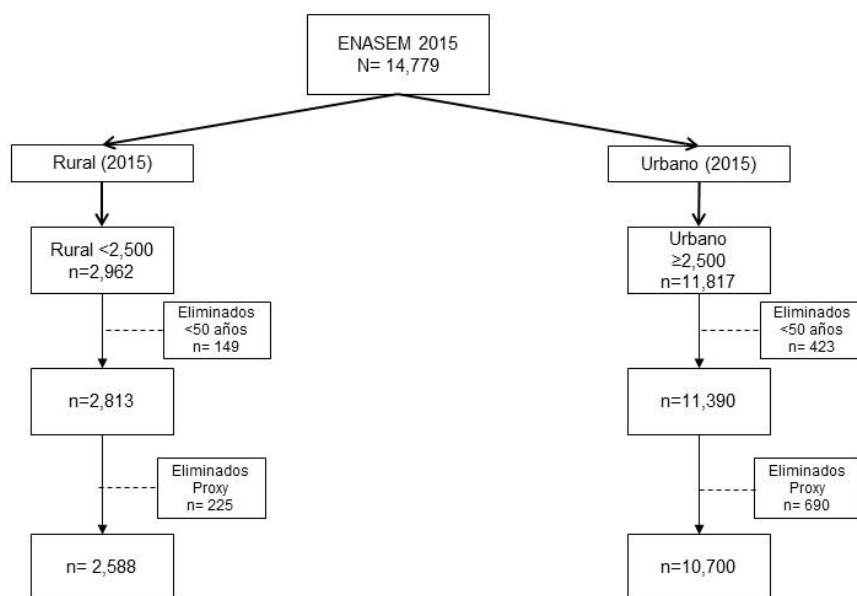 ENASEM 2015
N= 14,779
Rural (2015)
Urbano (2015)
Rural <2,500
n=2,962
Urbano
≥2,500
n=11,817
Eliminados
<50 años
n= 149
Eliminados
<50 años
n= 423
n=2,813
n=11,390
Eliminados
Proxy
n= 225
Eliminados
Proxy
n= 690
n= 2,588
n=10,700